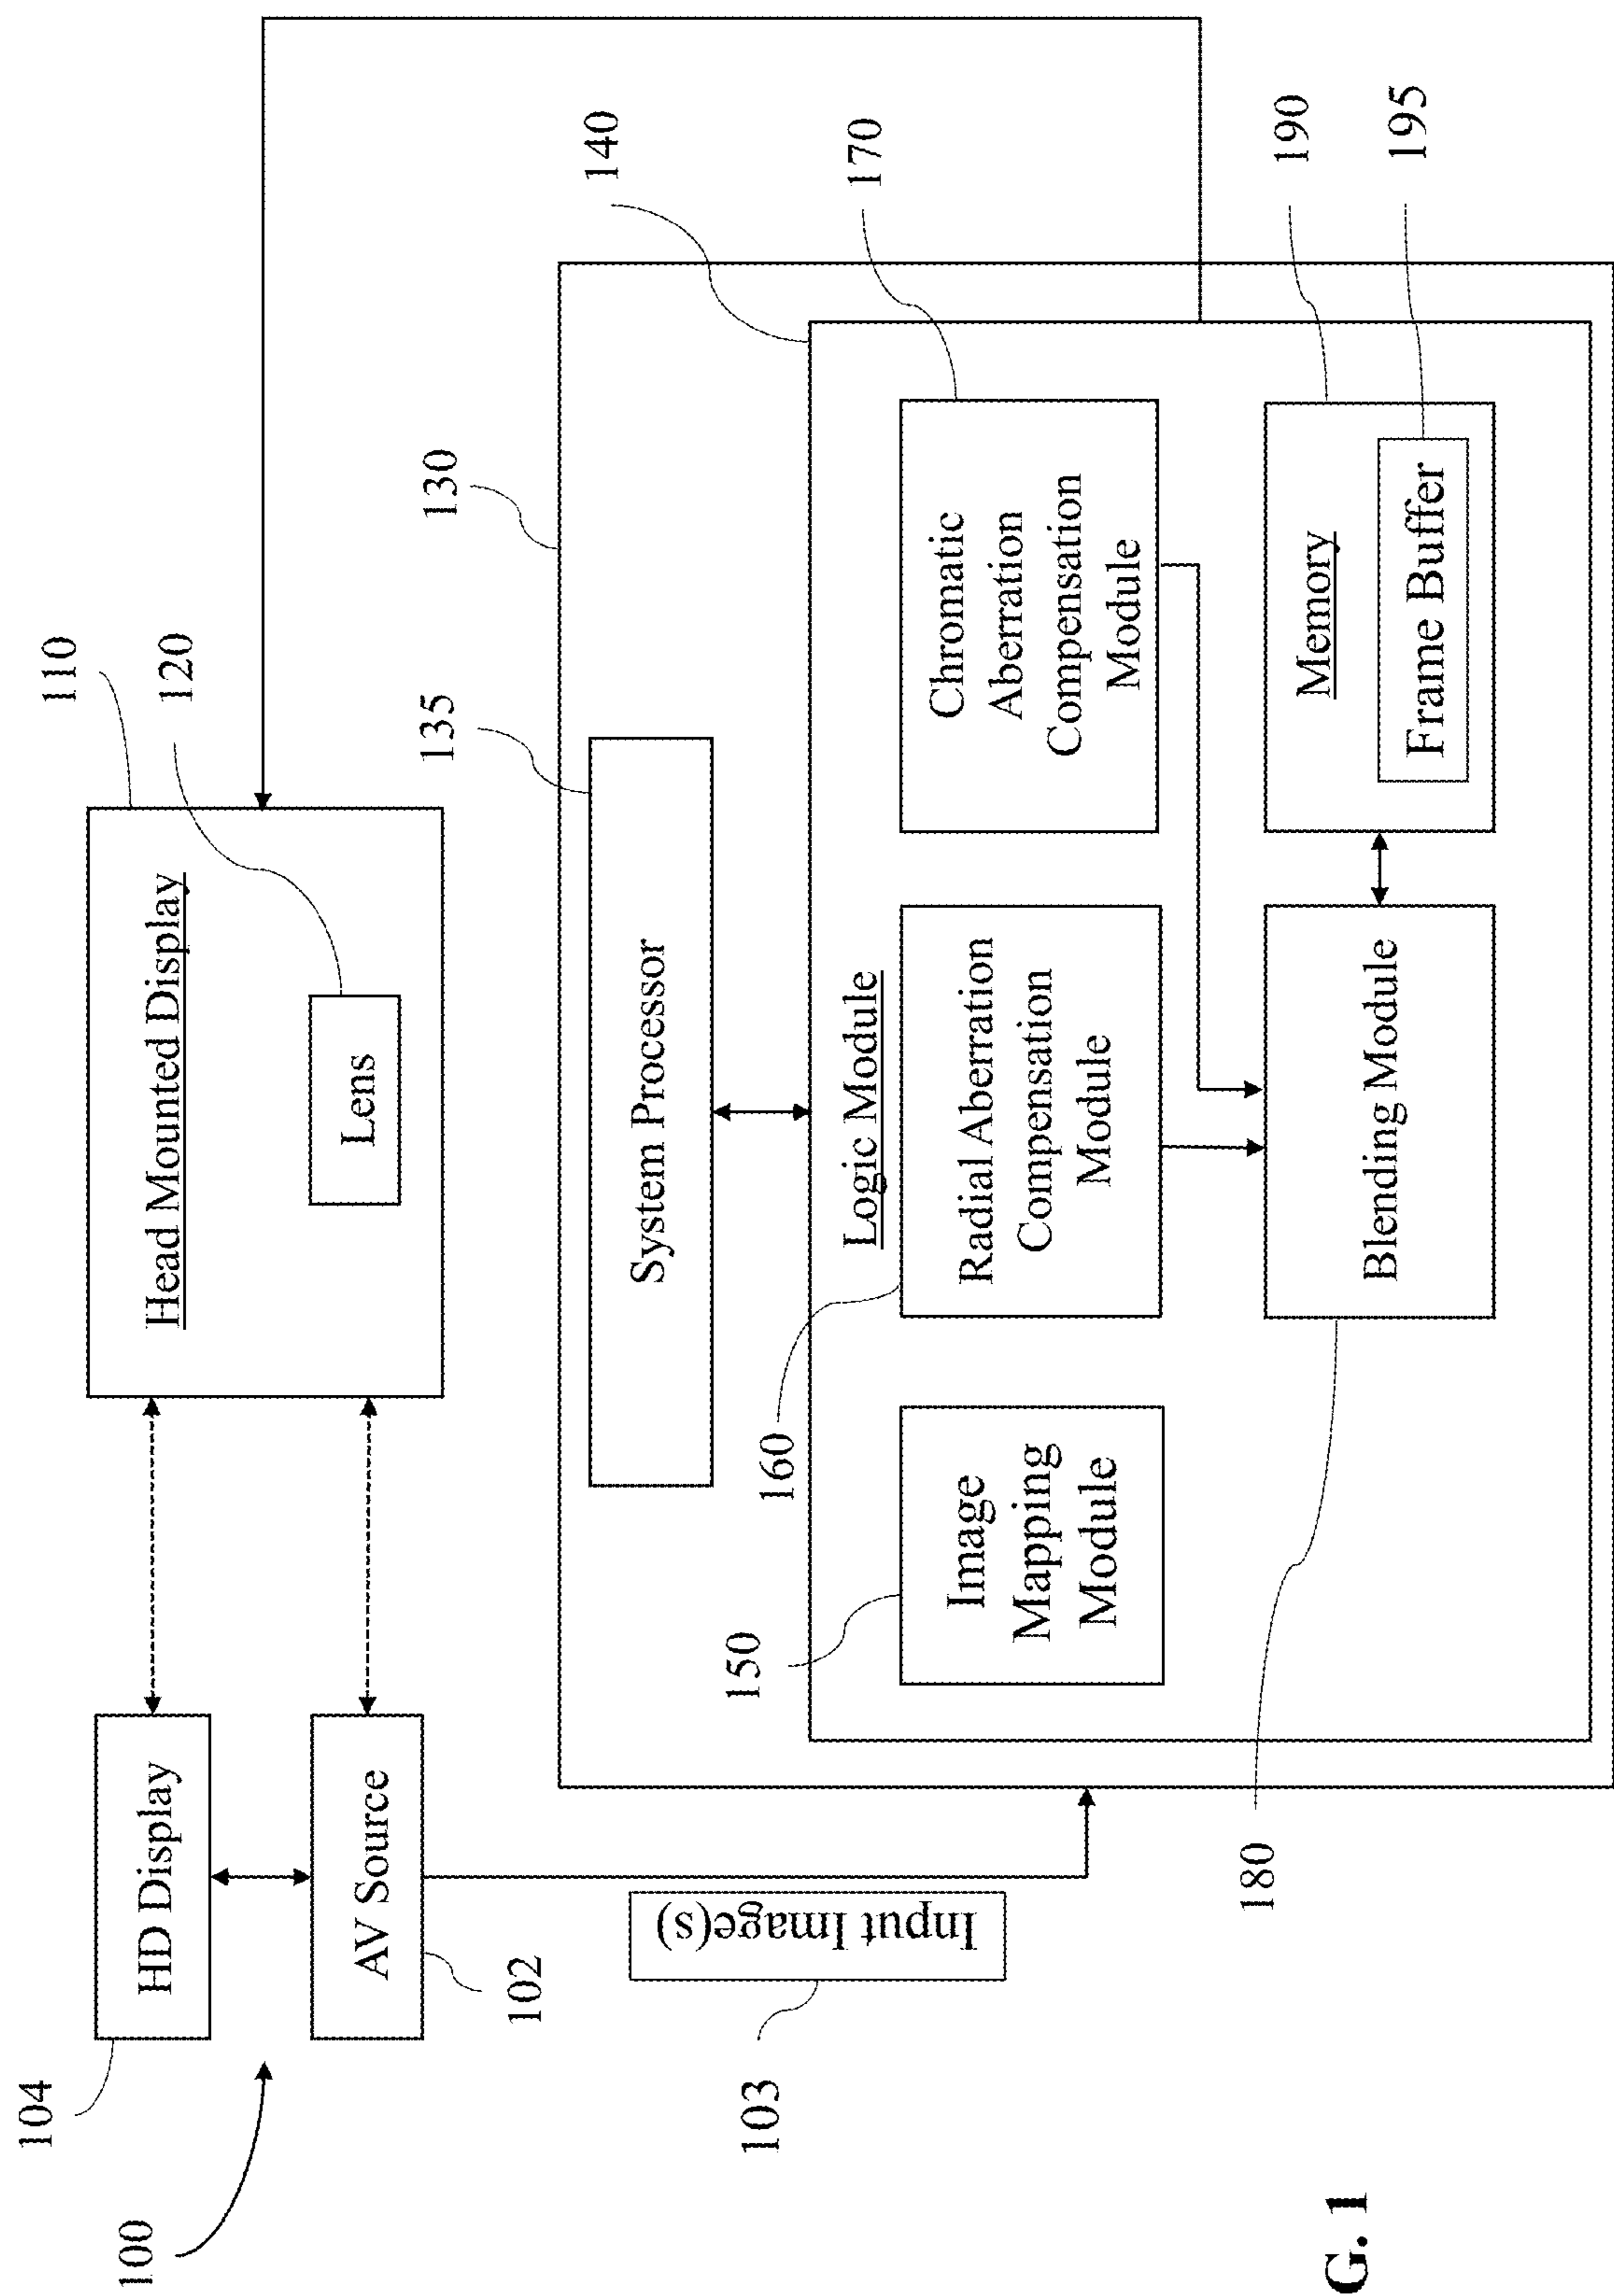 100
104
HD Display
AV Source
102
103
Input Image(s)
110
120
Head Mounted Display
Lens
130
135
System Processor
140
Logic Module
150
Image
Mapping
Module
160
Radial Aberration
Compensation
Module
170
Chromatic
Aberration
Compensation
Module
180
Blending Module
190
Memory
195
Frame Buffer
G. 1